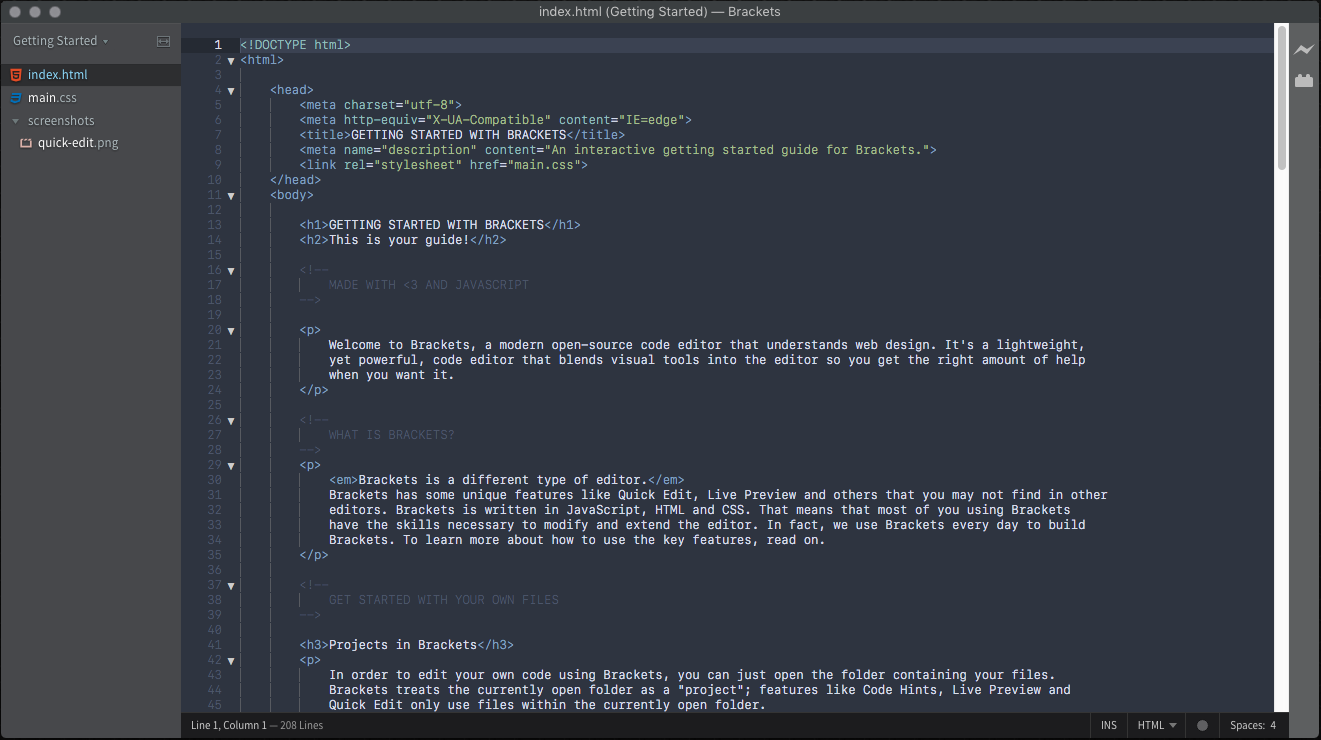 index.html (Getting Started) — Brackets
Getting Started
index.html
main.css
screenshots
quick-edit.png
1 <!DOCTYPE html>
2 <html>
3
4 <head>
5 <meta charset="utf-8">
6 <meta http-equiv="X-UA-Compatible" content="IE=edge">
7 <title>GETTING STARTED WITH BRACKETS</title>
8 <meta name="description" content="An interactive getting started guide for Brackets.">
9 <link rel="stylesheet" href="main.css">
10 </head>
11 <body>
12
13 <h1>GETTING STARTED WITH BRACKETS</h1>
14 <h2>This is your guide!</h2>
15
16 <!--
17 MADE WITH <3 AND JAVASCRIPT
18 -->
19
20 <p>
21 Welcome to Brackets, a modern open-source code editor that understands web design. It's a lightweight,
22 yet powerful, code editor that blends visual tools into the editor so you get the right amount of help
23 when you want it.
24 </p>
25
26 <!--
27 WHAT IS BRACKETS?
28 -->
29 <p>
30 <em>Brackets is a different type of editor.</em>
31 Brackets has some unique features like Quick Edit, Live Preview and others that you may not find in other
32 editors. Brackets is written in JavaScript, HTML and CSS. That means that most of you using Brackets
33 have the skills necessary to modify and extend the editor. In fact, we use Brackets every day to build
34 Brackets. To learn more about how to use the key features, read on.
35 </p>
36
37 <!--
38 GET STARTED WITH YOUR OWN FILES
39 -->
40
41 <h3>Projects in Brackets</h3>
42 <p>
43 In order to edit your own code using Brackets, you can just open the folder containing your files.
44 Brackets treats the currently open folder as a "project"; features like Code Hints, Live Preview and
45 Quick Edit only use files within the currently open folder.
Line 1, Column 1 — 208 Lines
INS
HTML
Spaces: 4